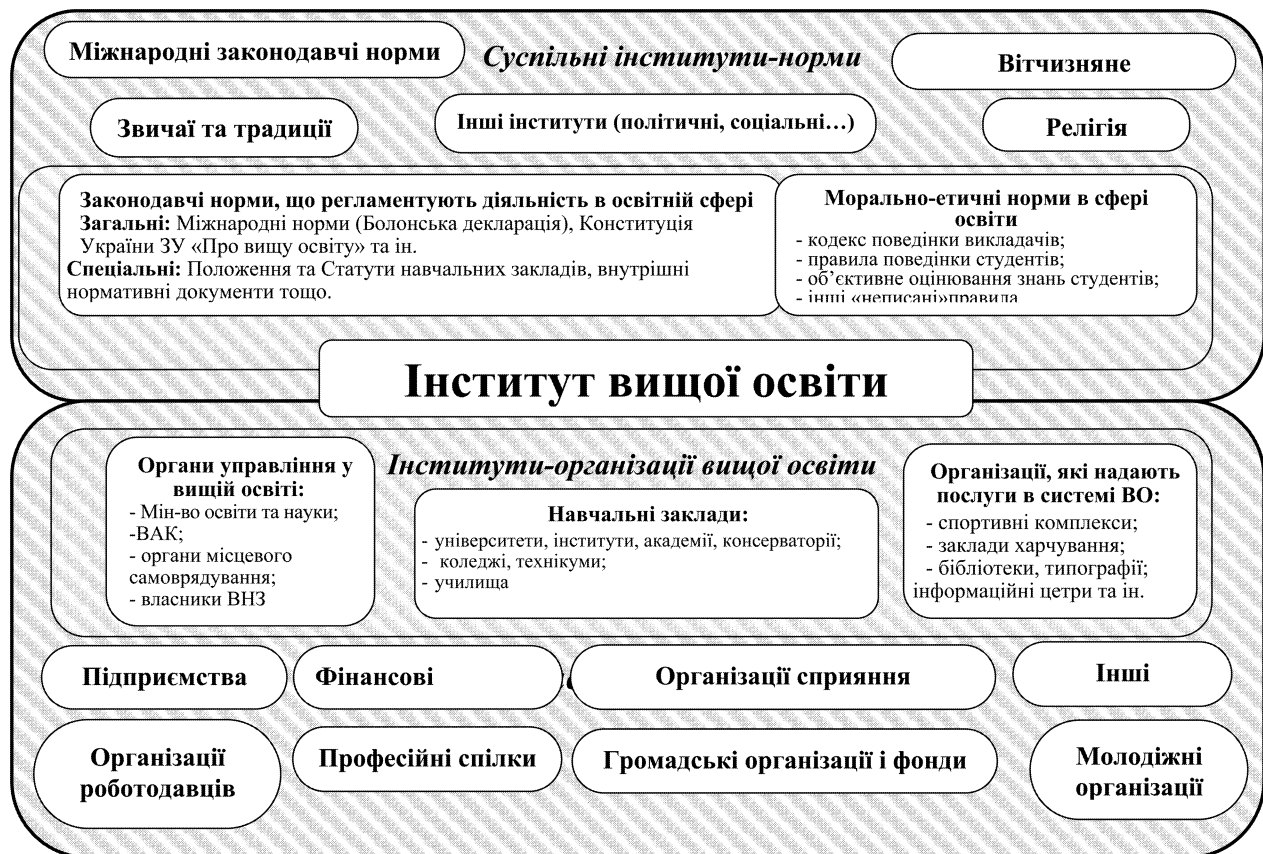 Міжнародні законодавчі норми
Суспільні інститути-норми
Вітчизняне
Звичаї та традиції
Інші інститути (політичні, соціальні…)
Релігія
Законодавчі норми, що регламентують діяльність в освітній сфері
Загальні: Міжнародні норми (Болонська декларація), Конституція
України ЗУ «Про вищу освіту» та ін.
Спеціальні: Положення та Статути навчальних закладів, внутрішні
нормативні документи тощо.
Морально-етичні норми в сфері
освіти
- кодекс поведінки викладачів;
- правила поведінки студентів;
- об’єктивне оцінювання знань студентів;
- інші «неписані»правила
Інститут вищої освіти
Органи управління у
вищій освіті:
- Мін-во освіти та науки;
-ВАК;
- органи місцевого
самоврядування;
- власники ВНЗ
Інститути-організації вищої освіти
Навчальні заклади:
- університети, інститути, академії, консерваторії;
- коледжі, технікуми;
- училища
Організації, які надають
послуги в системі ВО:
- спортивні комплекси;
- заклади харчування;
- бібліотеки, типографії;
інформаційні цетри та ін.
Підприємства
Фінансові
Організації сприяння
Інші
Організації
роботодавців
Професійні спілки
Громадські організації і фонди
Молодіжні
організації